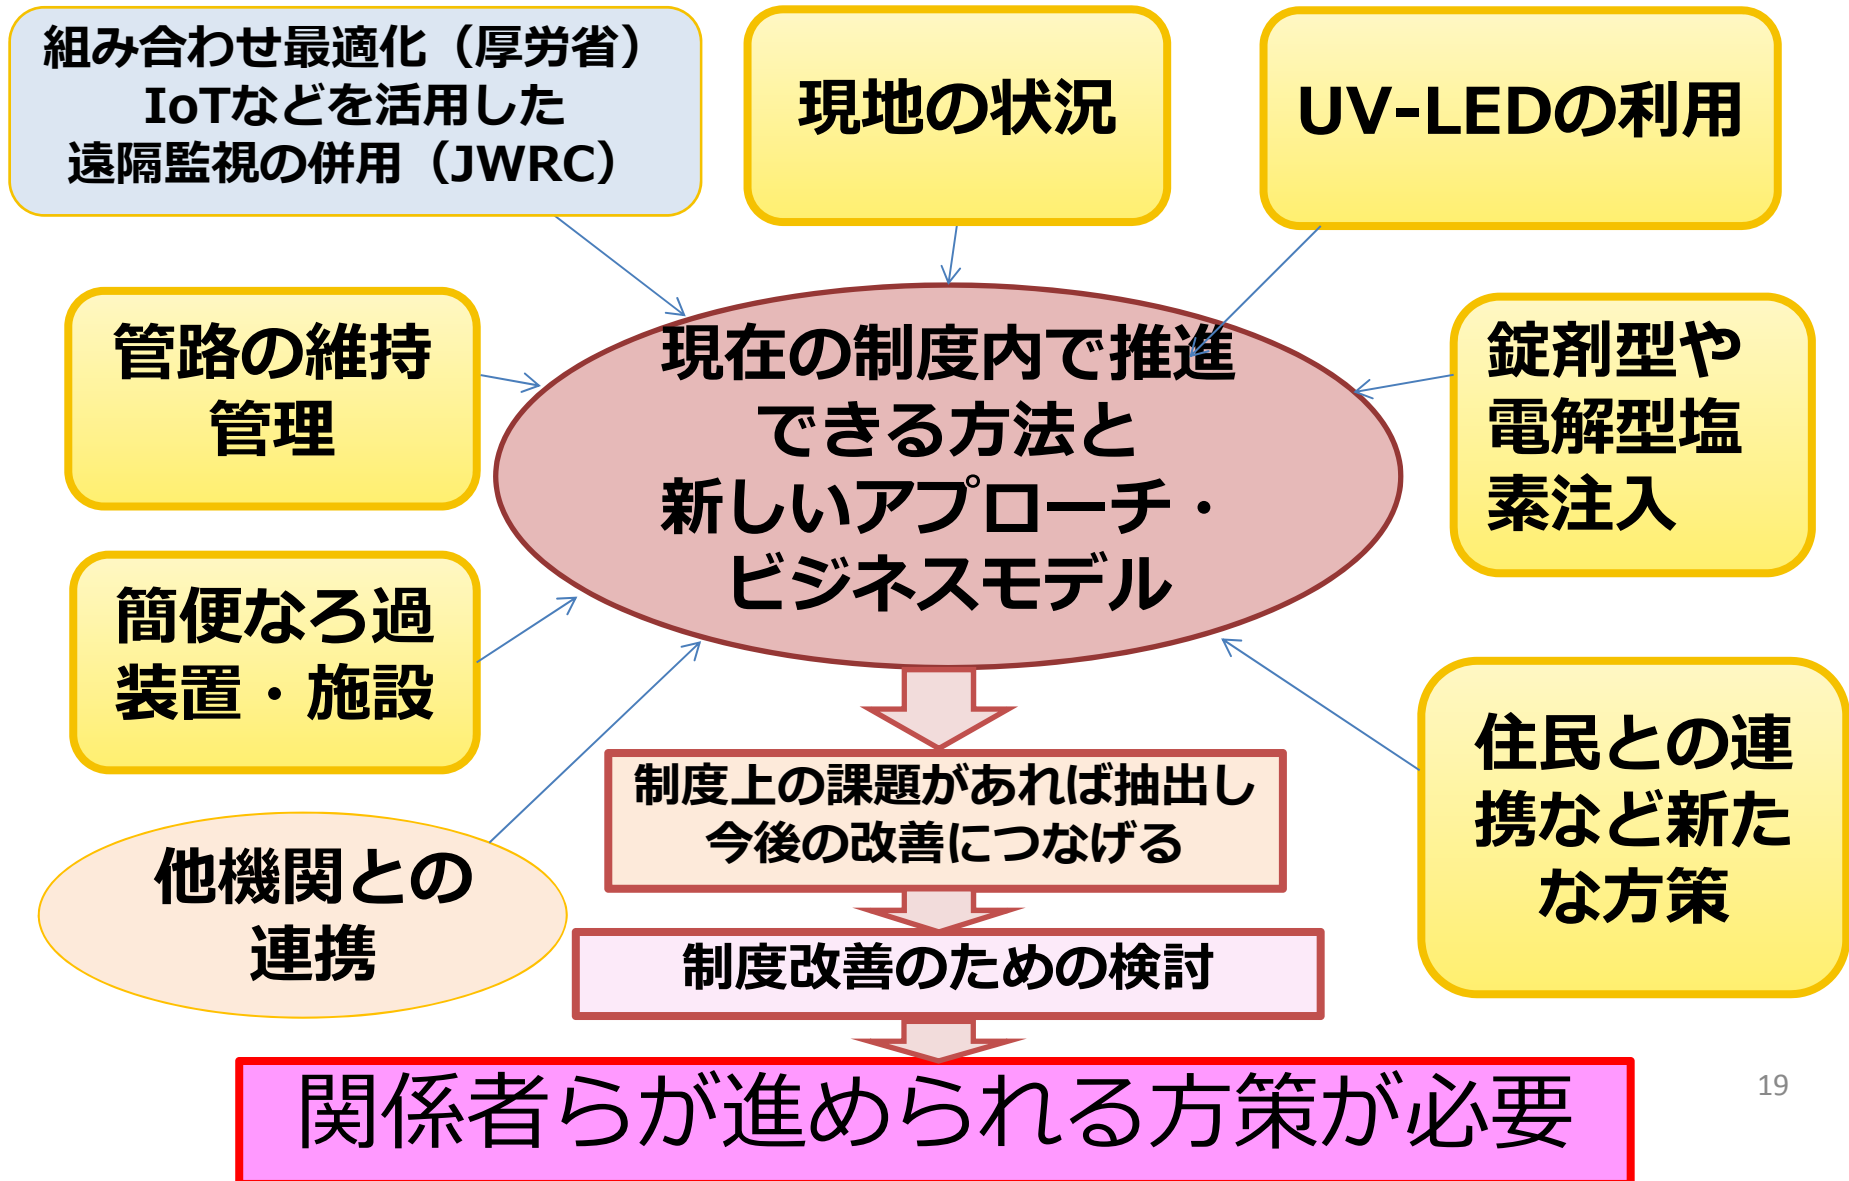 組み合わせ最適化（厚労省）
IoTなどを活用した
遠隔監視の併用（JWRC）
現地の状況
UV-LEDの利用
管路の維持
管理
現在の制度内で推進
できる方法と
新しいアプローチ・
ビジネスモデル
錠剤型や
電解型塩
素注入
簡便なろ過
装置・施設
他機関との
連携
住民との連
携など新た
な方策
制度上の課題があれば抽出し
今後の改善につなげる
制度改善のための検討
関係者らが進められる方策が必要
19